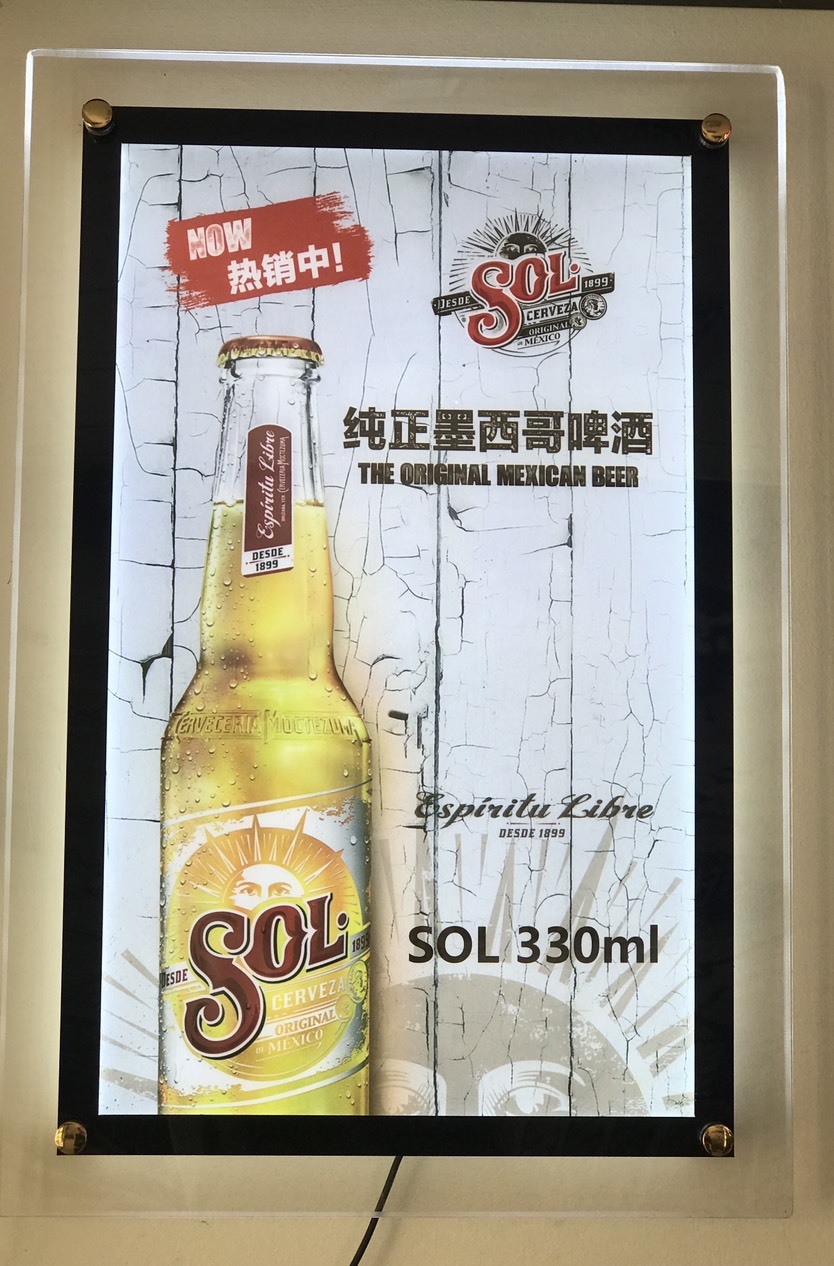 NOW
热销中!
SOL
DESDE
1899
CERVEZA
ORIGINAL
DE MÉXICO
纯正墨西哥啤酒
THE ORIGINAL MEXICAN BEER
Espíritu Libre
DESDE
1899
CERVECERIA MOCTEZUMA
Espíritu Libre
DESDE 1899
SOL
DESDE
1899
CERVEZA
ORIGINAL
DE MÉXICO
SOL 330ml